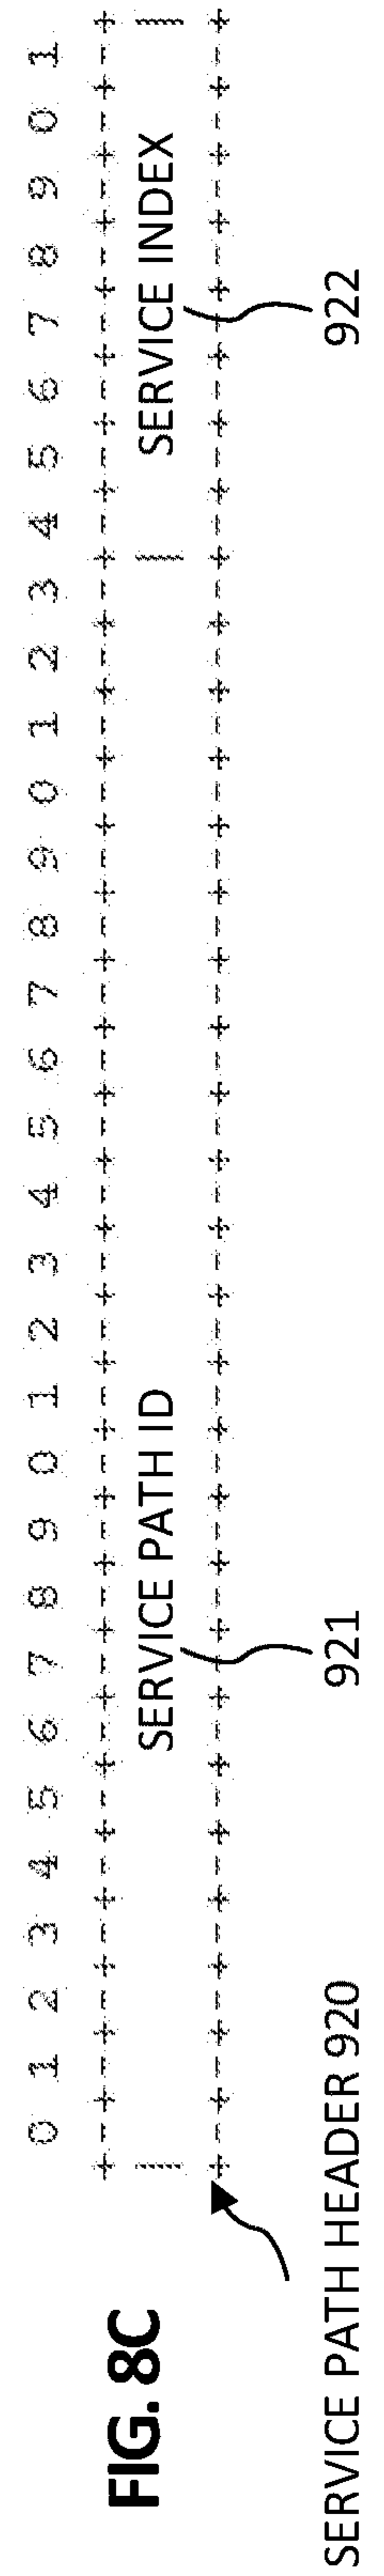 0 1 2 3 4 5 6 7 8 9 0 1 2 3 4 5 6 7 8 9 0 1 2 3 4 5 6 7 8 9 0 1
+-+-+-+-+-+-+-+-+-+-+-+-+-+-+-+-+-+-+-+-+-+-+-+-+-+-+-+-+-+-+-+-+
FIG. 8C
| SERVICE PATH ID | SERVICE INDEX |
+-+-+-+-+-+-+-+-+-+-+-+-+-+-+-+-+-+-+-+-+-+-+-+-+-+-+-+-+-+-+-+-+
SERVICE PATH HEADER 920
921
922